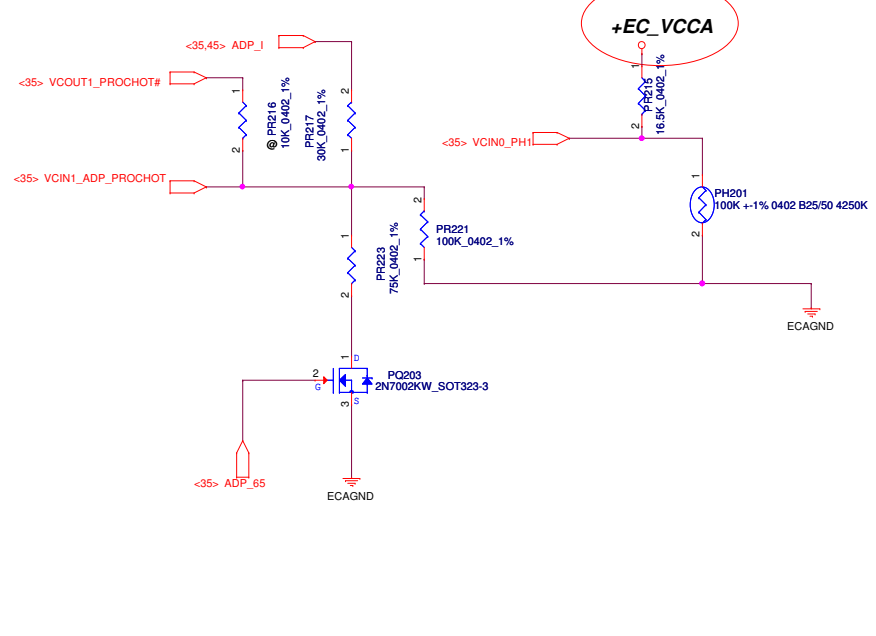 +EC_VCCA
<35,45> ADP_I
<35> VCOUT1_PROCHOT#
1
2
@ PR216
10K_0402_1%
2
1
PR217
30K_0402_1%
1
2
PR215
16.5K_0402_1%
<35> VCIN0_PH1
<35> VCIN1_ADP_PROCHOT
1
2
PH201
100K +-1% 0402 B25/50 4250K
2
1
PR221
100K_0402_1%
1
2
PR223
75K_0402_1%
ECAGND
1
D
2
G
3
S
PQ203
2N7002KW_SOT323-3
<35> ADP_65
ECAGND